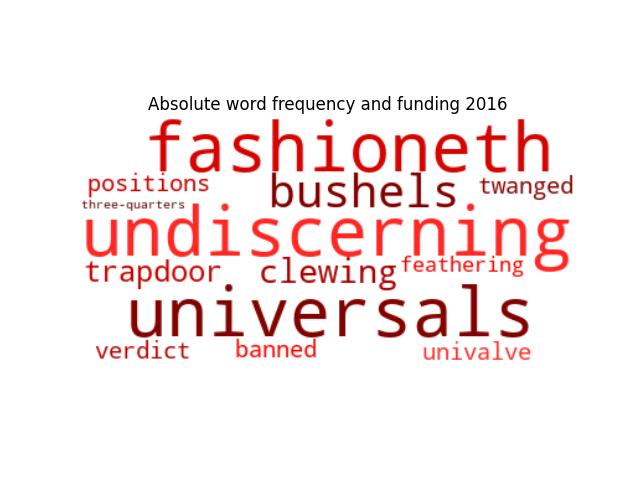 Absolute word frequency and funding 2016
fashioneth
positions bushels twanged
three-quarters
undiscerning
trapdoor clewing feathering
universals
verdict banned univalve